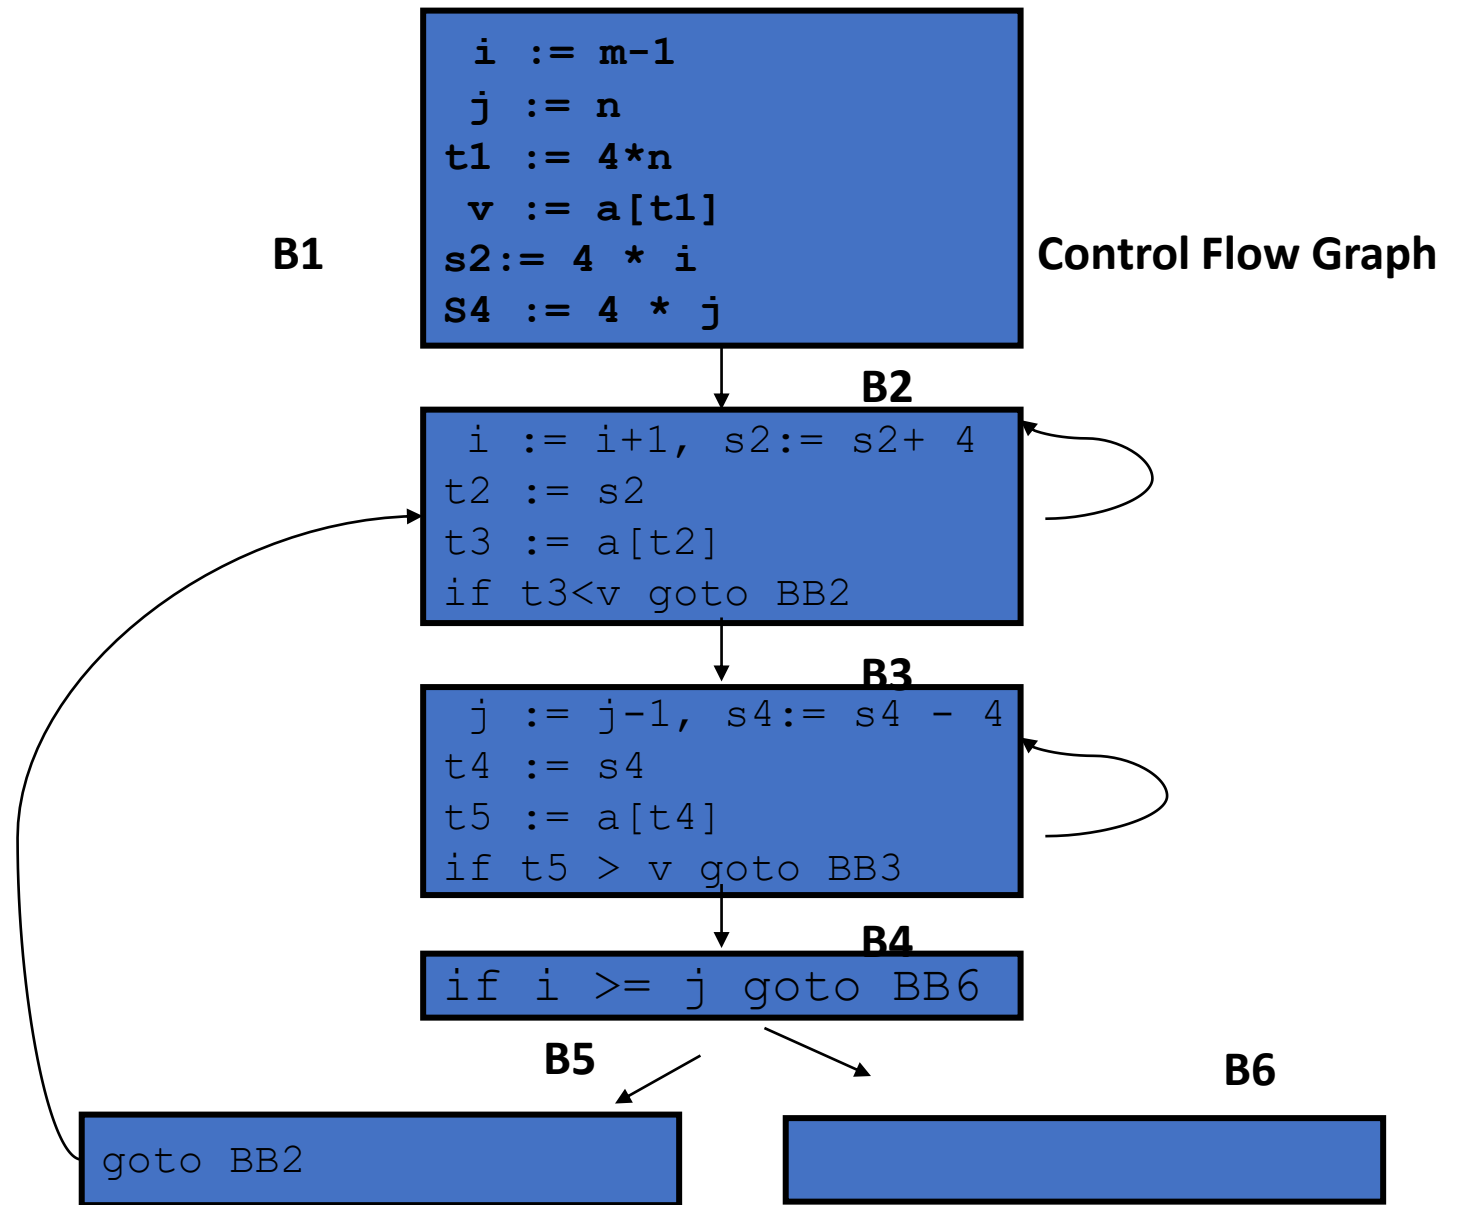 i := m-1
j := n
t1 := 4*n
v := a[t1]
B1
s2:= 4 * i
Control Flow Graph
S4 := 4 * j
B2
i := i+1, s2:= s2+ 4
t2 := s2
t3 := a[t2]
if t3<v goto BB2
B3
j := j-1, s4:= s4 - 4
t4 := s4
t5 := a[t4]
if t5 > v goto BB3
B4
if i >= j goto BB6
B5
B6
goto BB2